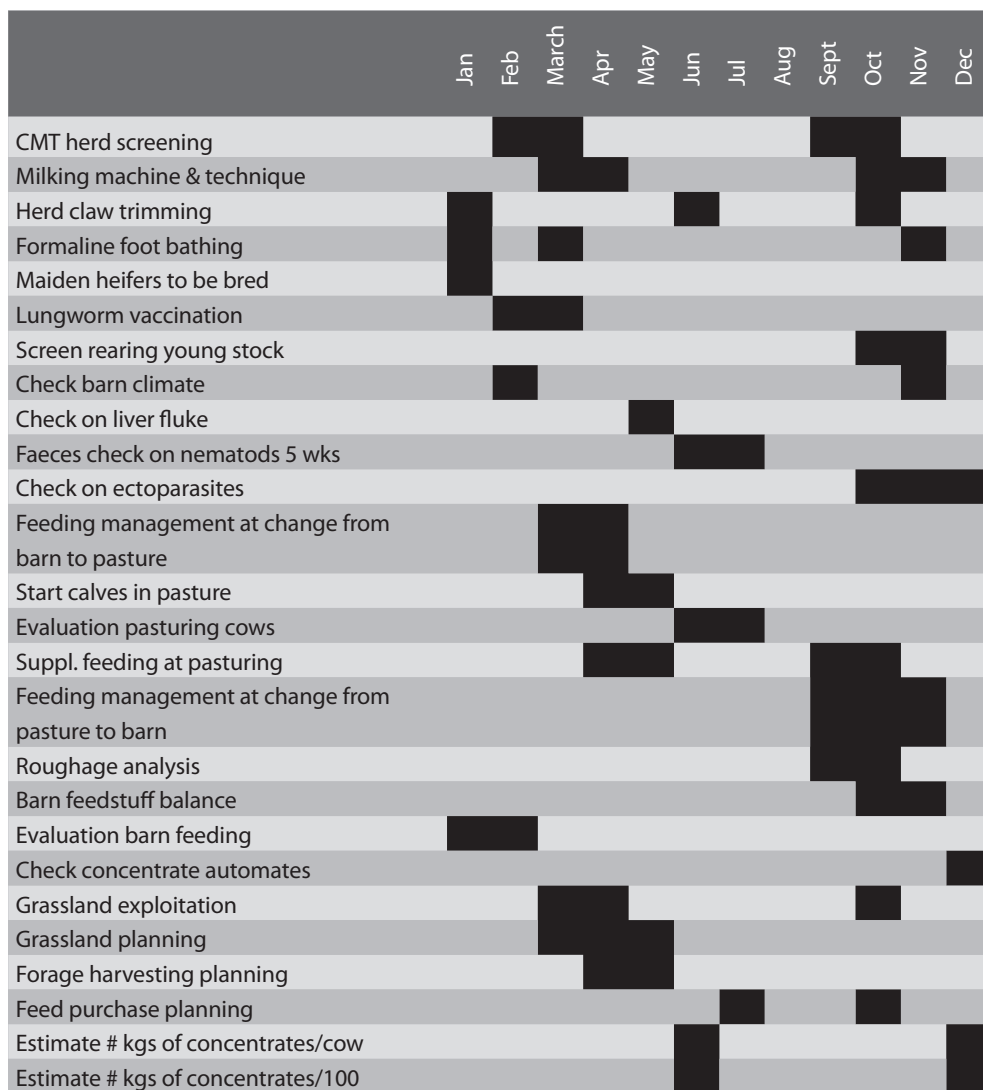 Jan Feb March Apr May Jun Jul Aug Sept Oct Nov Dec
CMT herd screening
Milking machine & technique
Herd claw trimming
Formaline foot bathing
Maiden heifers to be bred
Lungworm vaccination
Screen rearing young stock
Check barn climate
Check on liver fluke
Faeces check on nematods 5 wks
Check on ectoparasites
Feeding management at change from
barn to pasture
Start calves in pasture
Evaluation pasturing cows
Suppl. feeding at pasturing
Feeding management at change from
pasture to barn
Roughage analysis
Barn feedstuff balance
Evaluation barn feeding
Check concentrate automates
Grassland exploitation
Grassland planning
Forage harvesting planning
Feed purchase planning
Estimate # kgs of concentrates/cow
Estimate # kgs of concentrates/100